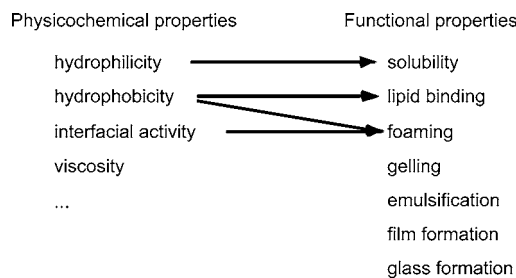 Physicochemical properties
hydrophilicity
hydrophobicity
interfacial activity
viscosity
...
Functional properties
solubility
lipid binding
foaming
gelling
emulsification
film formation
glass formation